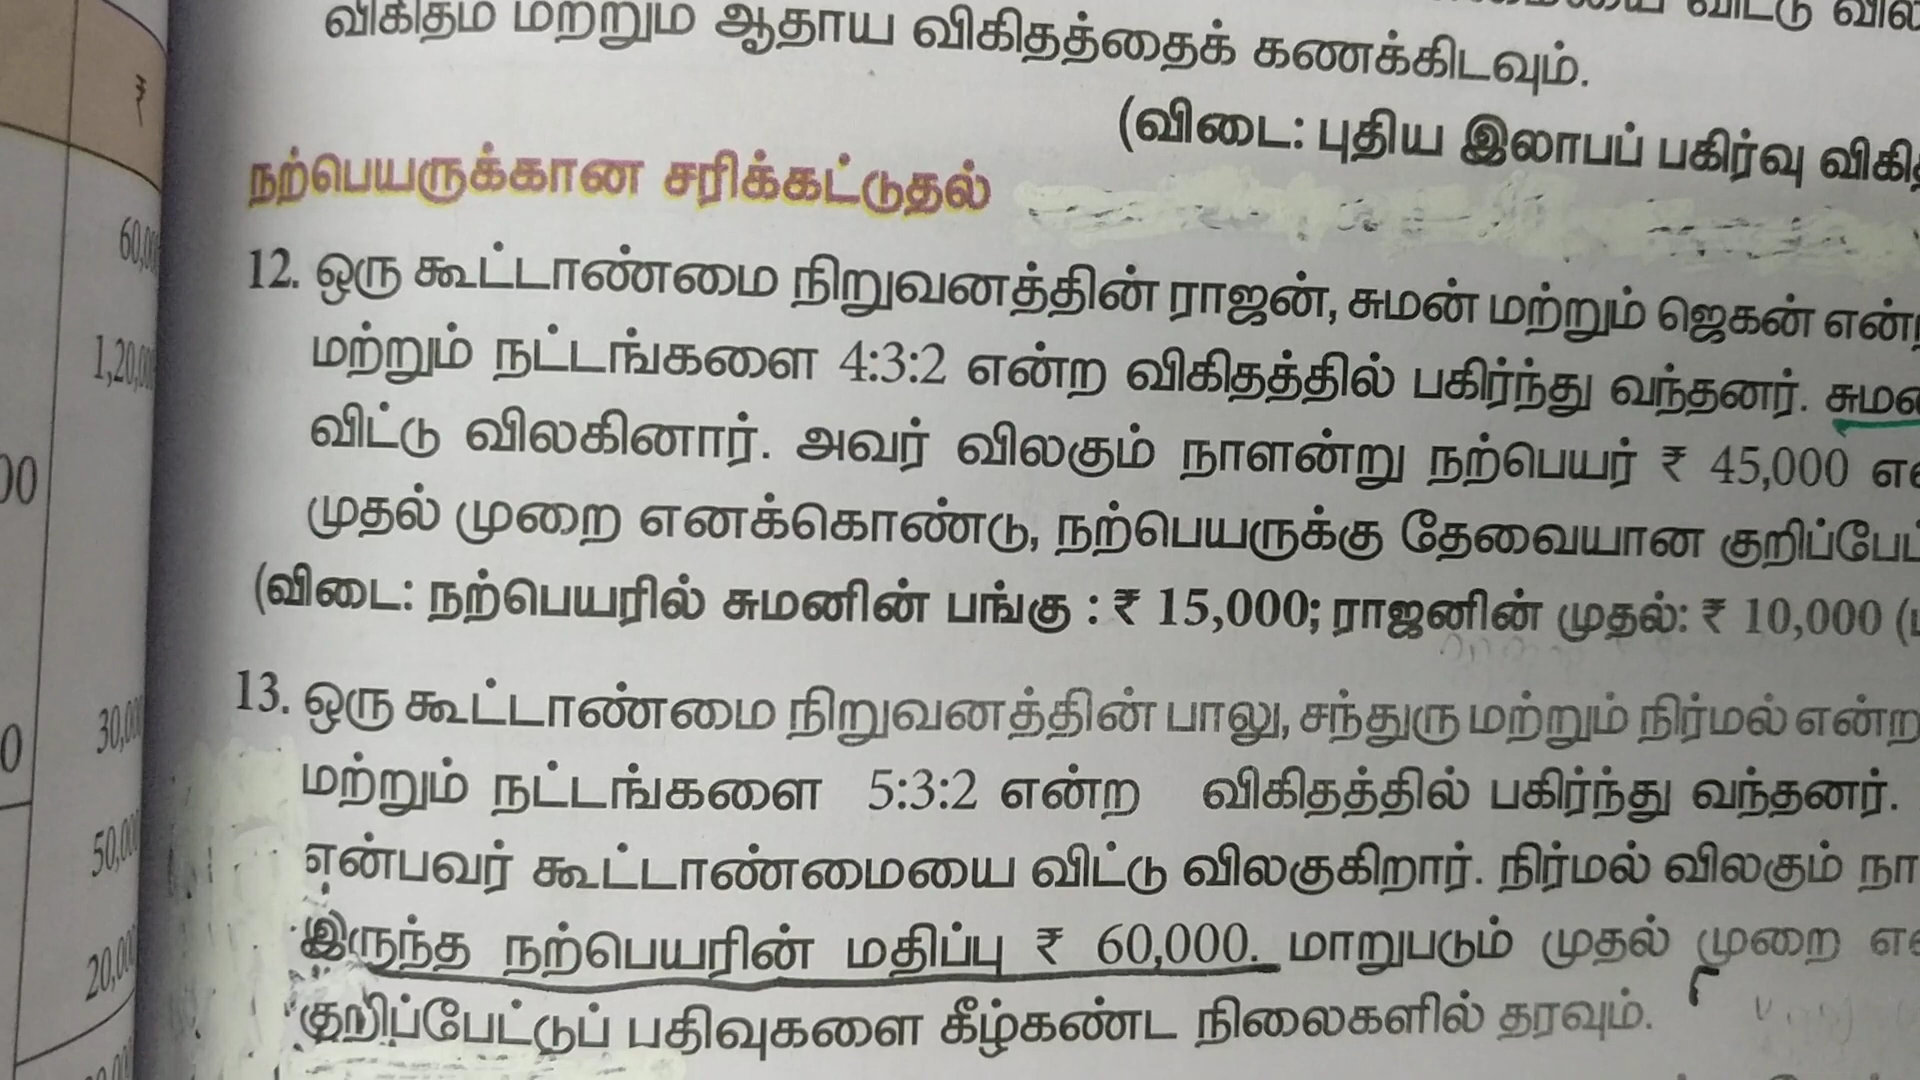 விகிதம் மற்றும் ஆதாய விகிதத்தைக் கணக்கிடவும்.
(விடை: புதிய இலாபப் பகிர்வு
நற்பெயருக்கான சரிக்கட்டுதல்
12. ஒரு கூட்டாண்மை நிறுவனத்தின் ராஜன், சுமன் மற்றும் ஜெகன்
மற்றும் நட்டங்களை 4:3:2 என்ற விகிதத்தில் பகிர்ந்து வந்தனர்.
விட்டு விலகினார். அவர் விலகும் நாளன்று நற்பெயர் ₹ 45,000
முதல் முறை எனக்கொண்டு, நற்பெயருக்கு தேவையான
(விடை: நற்பெயரில் சுமனின் பங்கு : ₹ 15,000; ராஜனின் முதல்: ₹ 10,000
13. ஒரு கூட்டாண்மை நிறுவனத்தின் பாலு, சந்துரு மற்றும் நிர்மல் என்ற
மற்றும் நட்டங்களை 5:3:2 என்ற விகிதத்தில் பகிர்ந்து வந்தனர்.
என்பவர் கூட்டாண்மையை விட்டு விலகுகிறார். நிர்மல் விலகும்
இருந்த நற்பெயரின் மதிப்பு ₹ 60,000. மாறுபடும் முதல் முறை
குறிப்பேட்டுப் பதிவுகளை கீழ்கண்ட நிலைகளில் தரவும்.